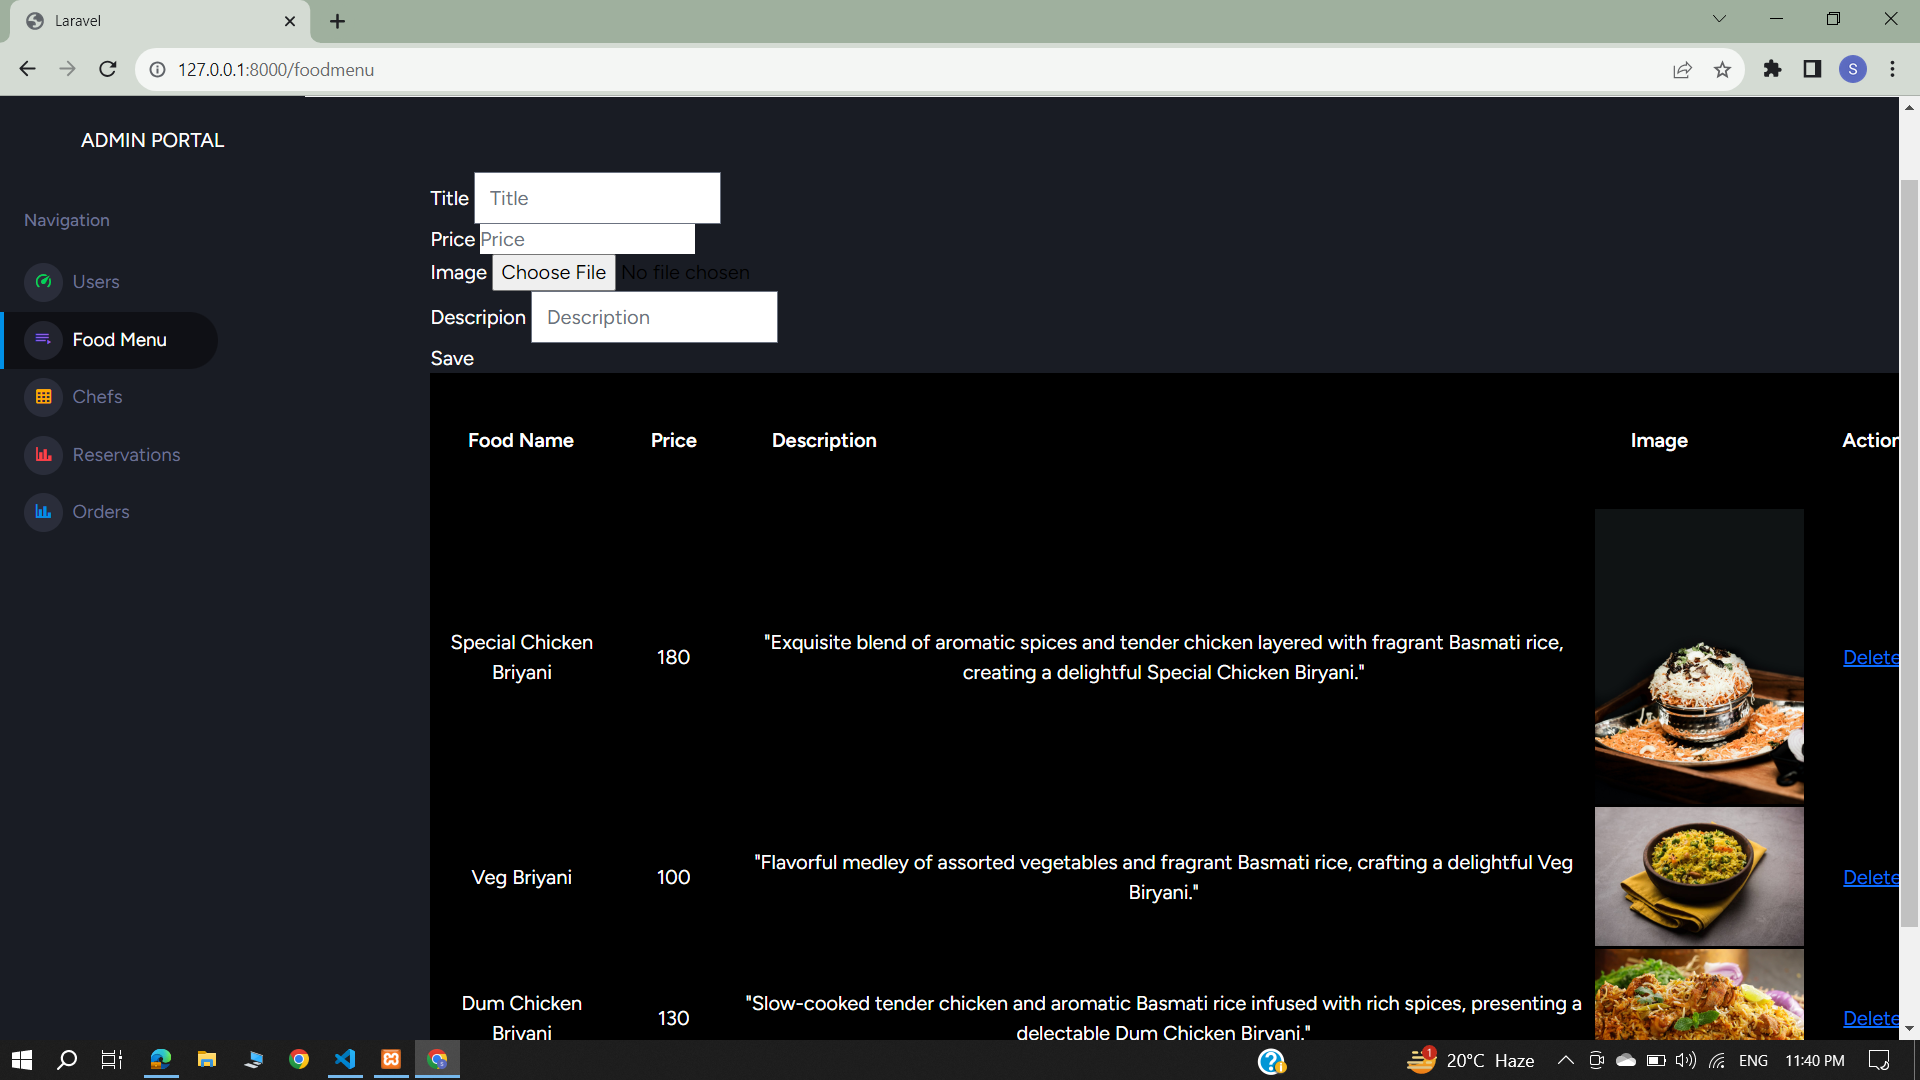 Laravel
127.0.0.1:8000/foodmenu
S
ADMIN PORTAL
Navigation
Users
Food Menu
Chefs
Reservations
Orders
Title Title
Price Price
Image Choose File No file chosen
Descripion Description
Save
Food Name Price Description Image Action
Special Chicken
Briyani
180
"Exquisite blend of aromatic spices and tender chicken layered with fragrant Basmati rice,
creating a delightful Special Chicken Biryani."
Delete
Veg Briyani
100
"Flavorful medley of assorted vegetables and fragrant Basmati rice, crafting a delightful Veg
Biryani."
Delete
Dum Chicken
Briyani
130
"Slow-cooked tender chicken and aromatic Basmati rice infused with rich spices, presenting a
delectable Dum Chicken Biryani."
Delete
1
20°C Haze
ENG
11:40 PM